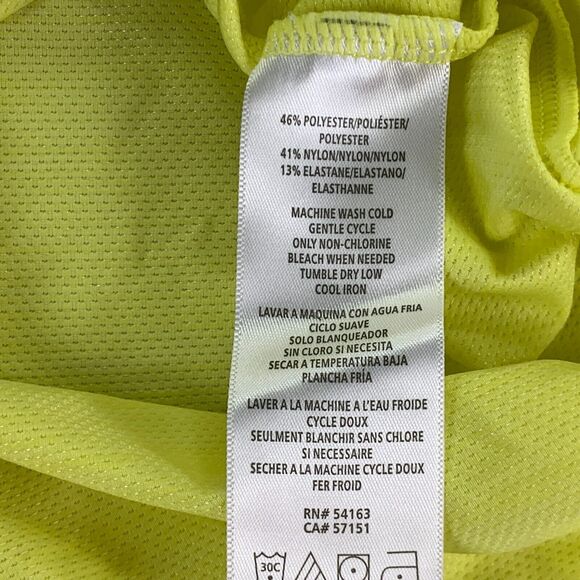 46% POLYESTER/POLIÉSTER/
POLYESTER
41% NYLON/NYLON/NYLON
13% ELASTANE/ELASTANO/
ELASTHANNE
MACHINE WASH COLD
GENTLE CYCLE
ONLY NON-CHLORINE
BLEACH WHEN NEEDED
TUMBLE DRY LOW
COOL IRON
LAVAR A MAQUINA CON AGUA FRIA
CICLO SUAVE
SOLO BLANQUEADOR
SIN CLORO SI NECESITA
SECAR A TEMPERATURA BAJA
PLANCHA FRÍA
LAVER A LA MACHINE A L'EAU FROIDE
CYCLE DOUX
SEULMENT BLANCHIR SANS CHLORE
SI NECESSAIRE
SECHER A LA MACHINE CYCLE DOUX
FER FROID
RN# 54163
CA# 57151
30C